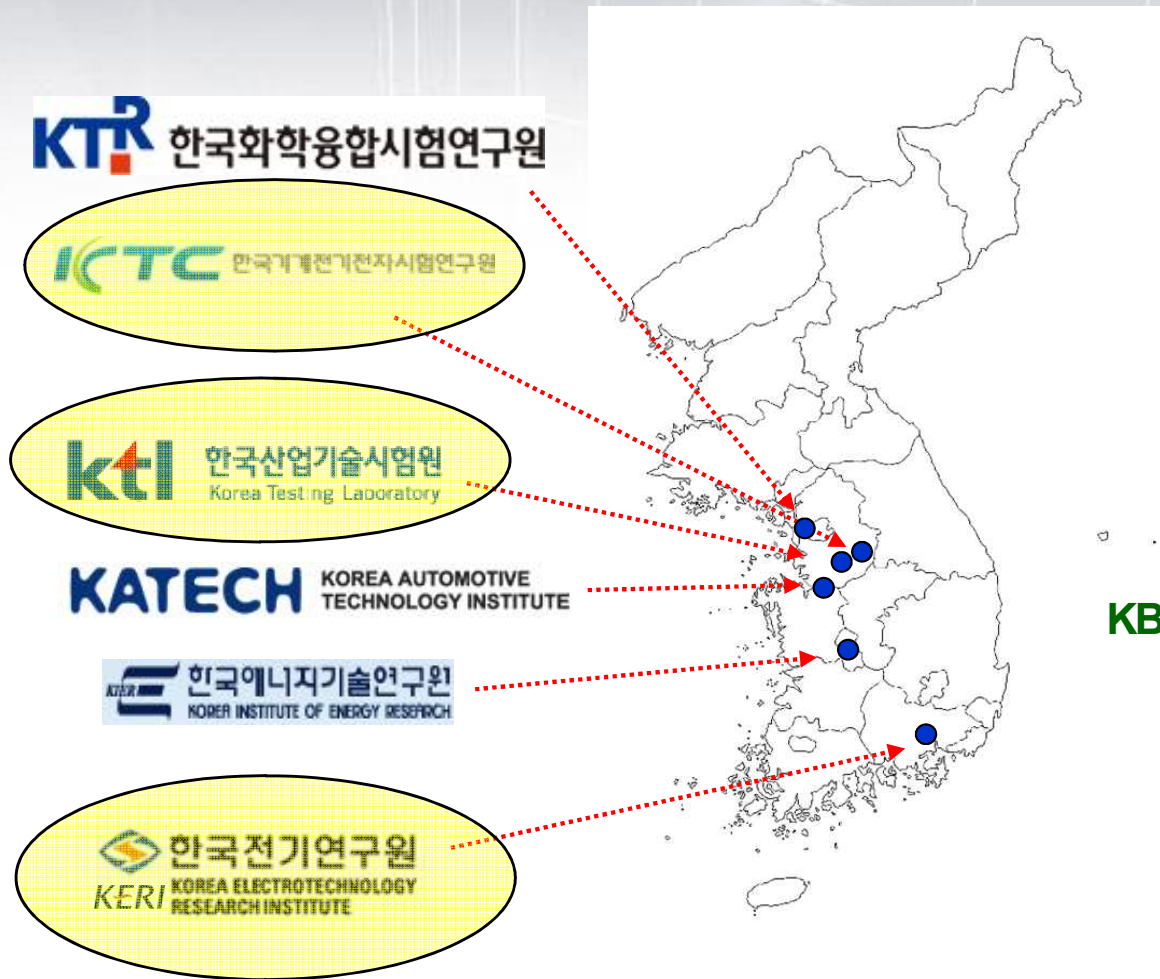 KTR 한국화학융합시험연구원
KTC 한국기계전기전자시험연구원
ktl 한국산업기술시험원
Korea Testing Laboratory
KATECH KOREA AUTOMOTIVE
TECHNOLOGY INSTITUTE
KIER 한국에너지기술연구원
KOREA INSTITUTE OF ENERGY RESEARCH
한국전기연구원
KERI KOREA ELECTROTECHNOLOGY
RESEARCH INSTITUTE
KB